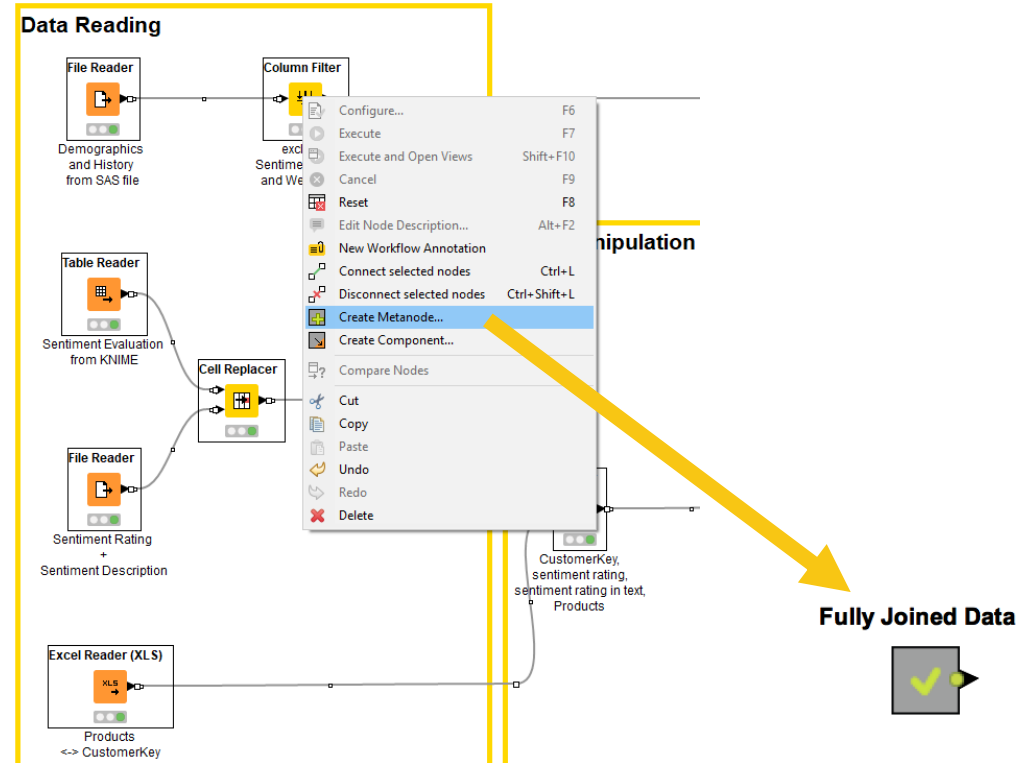 Data Reading
File Reader
Demographics
and History
from SAS file
Column Filter
excl
Sentime
and We
Configure... F6
Execute F7
Execute and Open Views Shift+F10
Cancel F9
Reset F8
Edit Node Description... Alt+F2
New Workflow Annotation
Connect selected nodes Ctrl+L
Disconnect selected nodes Ctrl+Shift+L
Create Metanode...
Create Component...
Compare Nodes
Cut
Copy
Paste
Undo
Redo
Delete
nipulation
Table Reader
Sentiment Evaluation
from KNIME
Cell Replacer
File Reader
Sentiment Rating
+
Sentiment Description
CustomerKey,
sentiment rating,
sentiment rating in text,
Products
Fully Joined Data
Excel Reader (XLS)
XLS
Products
<-> CustomerKey